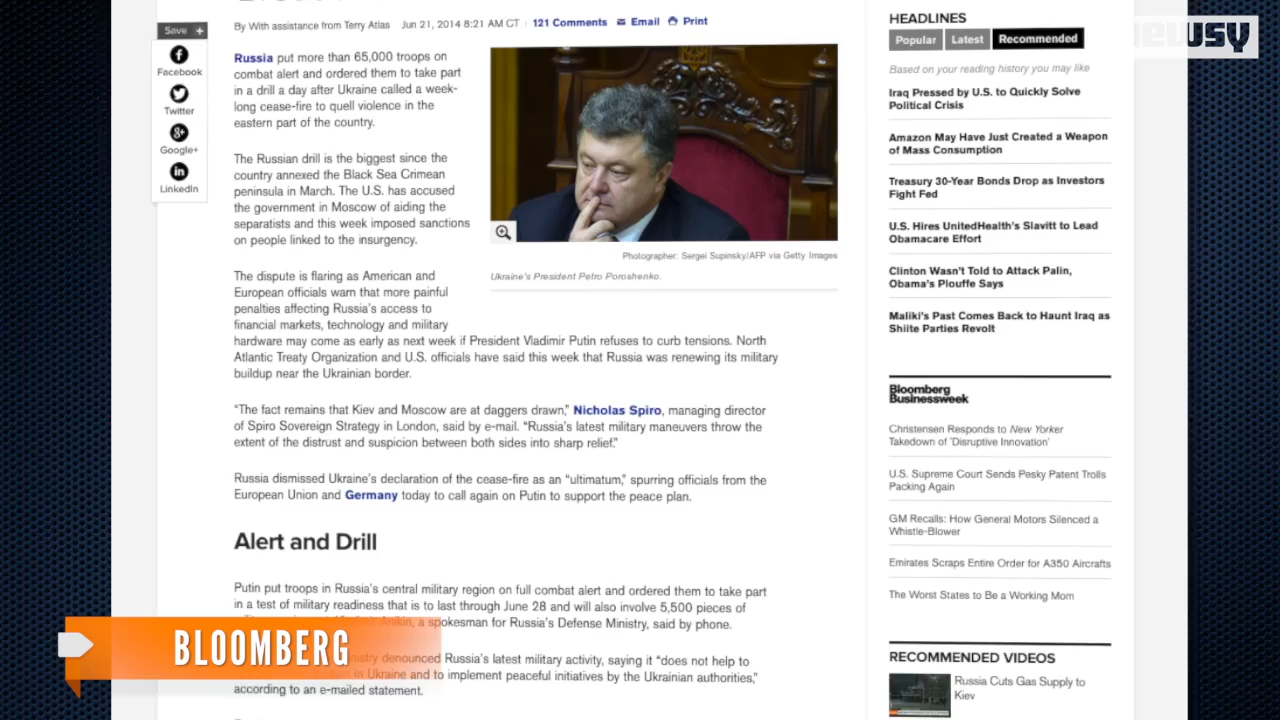 Save +
Facebook
Twitter
Google+
LinkedIn
By With assistance from Terry Atlas Jun 21, 2014 8:21 AM CT 121 Comments Email Print
Russia put more than 65,000 troops on
combat alert and ordered them to take part
in a drill a day after Ukraine called a week-
long cease-fire to quell violence in the
eastern part of the country.
The Russian drill is the biggest since the
country annexed the Black Sea Crimean
peninsula in March. The U.S. has accused
the government in Moscow of aiding the
separatists and this week imposed sanctions
on people linked to the insurgency.
Photographer: Sergei Supinsky/AFP via Getty Images
Ukraine's President Petro Poroshenko.
The dispute is flaring as American and
European officials warn that more painful
penalties affecting Russia's access to
financial markets, technology and military
hardware may come as early as next week if President Vladimir Putin refuses to curb tensions. North
Atlantic Treaty Organization and U.S. officials have said this week that Russia was renewing its military
buildup near the Ukrainian border.
“The fact remains that Kiev and Moscow are at daggers drawn,” Nicholas Spiro, managing director
of Spiro Sovereign Strategy in London, said by e-mail. “Russia's latest military maneuvers throw the
extent of the distrust and suspicion between both sides into sharp relief.”
Russia dismissed Ukraine's declaration of the cease-fire as an “ultimatum,” spurring officials from the
European Union and Germany today to call again on Putin to support the peace plan.
Alert and Drill
Putin put troops in Russia's central military region on full combat alert and ordered them to take part
in a test of military readiness that is to last through June 28 and will also involve 5,500 pieces of
a spokesman for Russia's Defense Ministry, said by phone.
denounced Russia's latest military activity, saying it “does not help to
in Ukraine and to implement peaceful initiatives by the Ukrainian authorities,”
according to an e-mailed statement.
BLOOMBERG
newsy
HEADLINES
Popular Latest Recommended
Based on your reading history you may like
Iraq Pressed by U.S. to Quickly Solve
Political Crisis
Amazon May Have Just Created a Weapon
of Mass Consumption
Treasury 30-Year Bonds Drop as Investors
Fight Fed
U.S. Hires UnitedHealth's Slavitt to Lead
Obamacare Effort
Clinton Wasn't Told to Attack Palin,
Obama's Plouffe Says
Maliki's Past Comes Back to Haunt Iraq as
Shiite Parties Revolt
Bloomberg
Businessweek
Christensen Responds to New Yorker
Takedown of 'Disruptive Innovation'
U.S. Supreme Court Sends Pesky Patent Trolls
Packing Again
GM Recalls: How General Motors Silenced a
Whistle-Blower
Emirates Scraps Entire Order for A350 Aircrafts
The Worst States to Be a Working Mom
RECOMMENDED VIDEOS
Russia Cuts Gas Supply to
Kiev